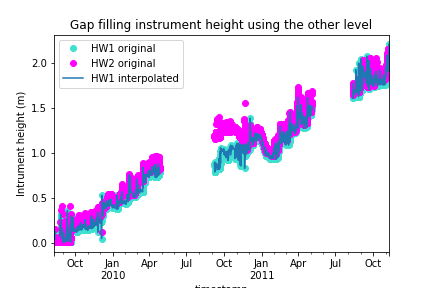 Gap filling instrument height using the other level
HW1 original
HW2 original
HW1 interpolated
Intrument height (m)
2.0
1.5
1.0
0.5
0.0
Oct Jan Apr Jul Oct Jan Apr Jul Oct
2010 2011
timestamp